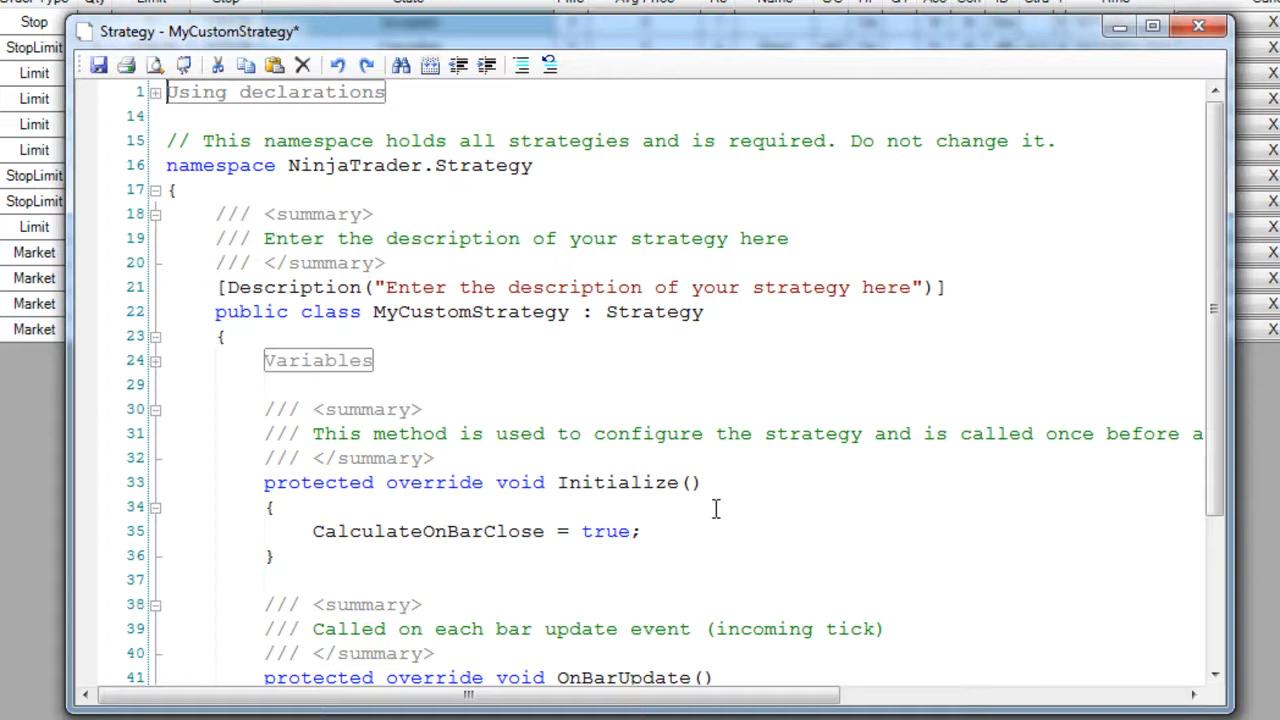 Stop
Strategy - MyCustomStrategy*
StopLimit
Limit
Limit
Limit
Limit
StopLimit
StopLimit
Limit
Market
Market
Market
Market
1 Using declarations
14
15 // This namespace holds all strategies and is required. Do not change it.
16 namespace NinjaTrader.Strategy
17 {
18 /// <summary>
19 /// Enter the description of your strategy here
20 /// </summary>
21 [Description("Enter the description of your strategy here")]
22 public class MyCustomStrategy : Strategy
23 {
24 Variables
29
30 /// <summary>
31 /// This method is used to configure the strategy and is called once before a
32 /// </summary>
33 protected override void Initialize()
34 {
35 CalculateOnBarClose = true;
36 }
37
38 /// <summary>
39 /// Called on each bar update event (incoming tick)
40 /// </summary>
41 protected override void OnBarUpdate()